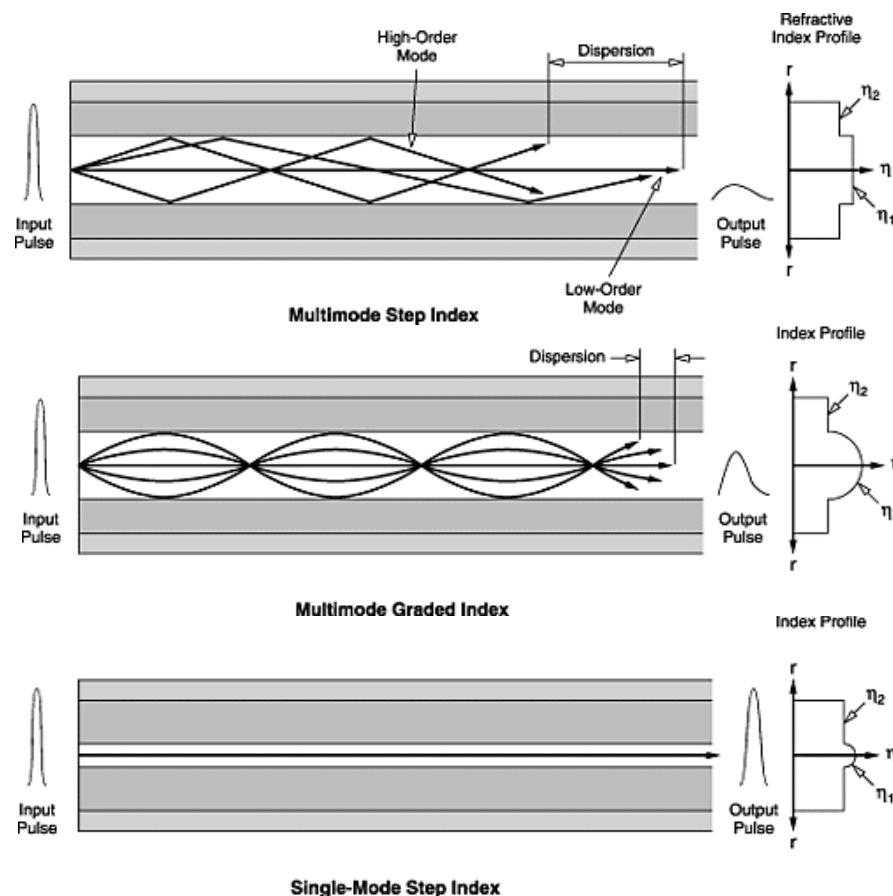 High-Order
Mode
Dispersion
Refractive
Index Profile
r
η2
η
η1
r
Input
Pulse
Output
Pulse
Low-Order
Mode
Multimode Step Index
Index Profile
Dispersion
r
η2
η
r
Input
Pulse
Output
Pulse
Multimode Graded Index
Index Profile
r
η2
η
η1
r
Input
Pulse
Output
Pulse
Single-Mode Step Index